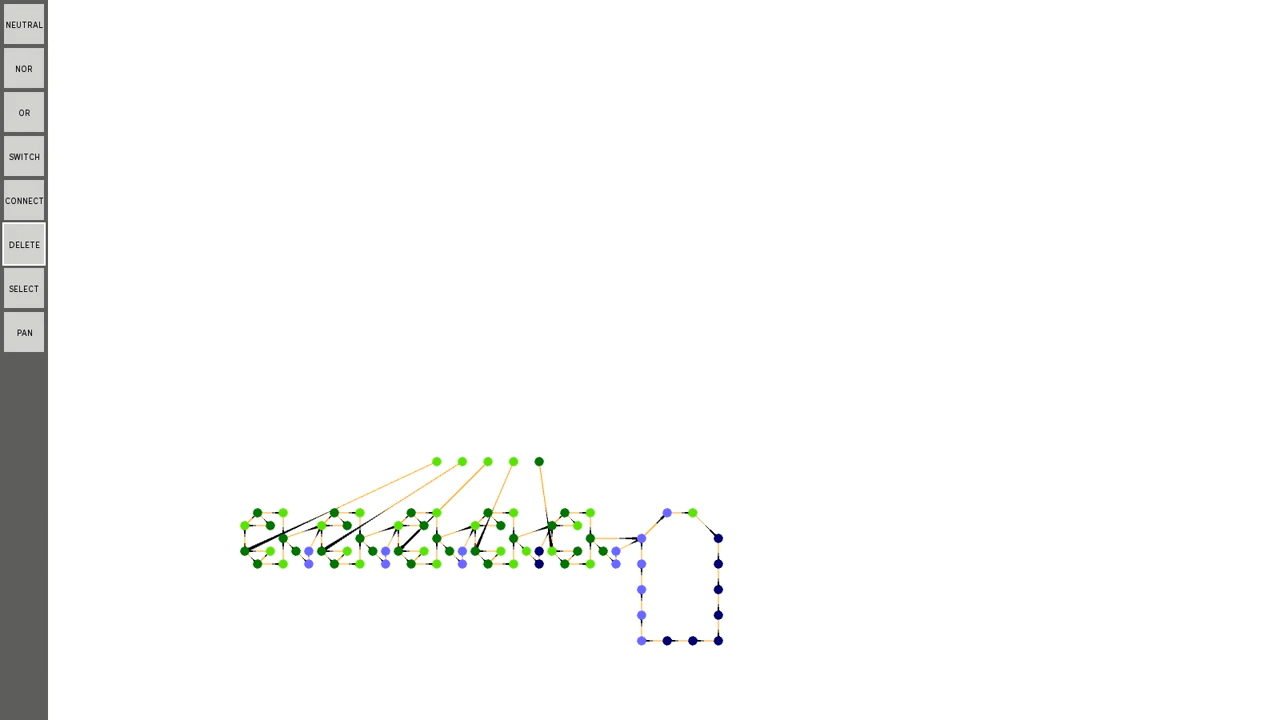 NEUTRAL
NOR
OR
SWITCH
CONNECT
DELETE
SELECT
PAN